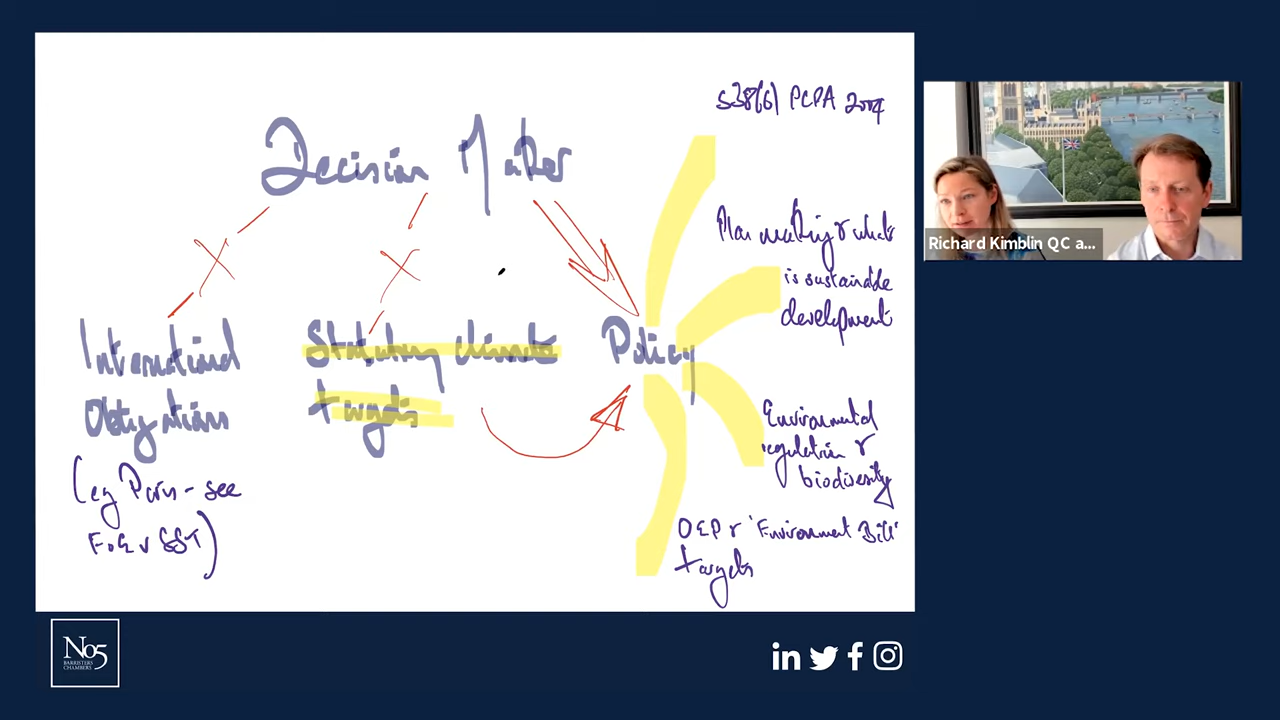 s38(6) PCPA 2004
Decision Maker
Plan making & what
is sustainable
development
International
Obligations
(eg Paris - see
FoE v SST)
Statutory climate
targets
Policy
Environmental
regulation &
biodiversity
OEP & 'Environment Bill'
targets
Richard Kimblin QC a...
No5
BARRISTERS
CHAMBERS
in
f